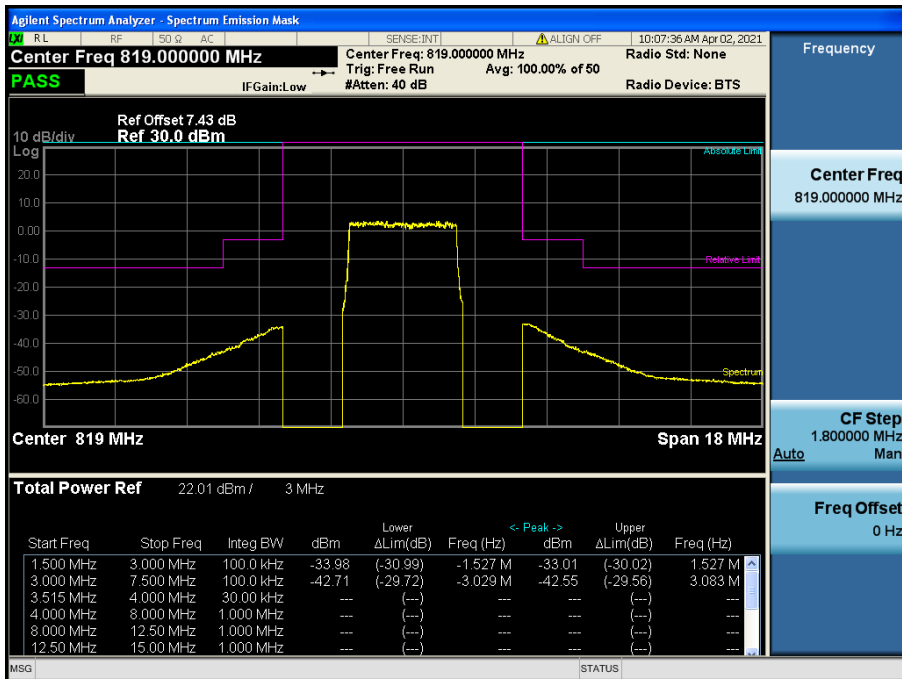 Agilent Spectrum Analyzer - Spectrum Emission Mask
LXI RL RF 50 Ω AC SENSE:INT ALIGN OFF 10:07:36 AM Apr 02, 2021
Center Freq 819.000000 MHz
PASS
IFGain:Low
Center Freq: 819.000000 MHz
Trig: Free Run Avg: 100.00% of 50
#Atten: 40 dB
Radio Std: None
Radio Device: BTS
Ref Offset 7.43 dB
10 dB/div Ref 30.0 dBm
Log
Absolute Limit
20.0
10.0
0.00
-10.0
Relative Limit
-20.0
-30.0
-40.0
-50.0
Spectrum
-60.0
Center 819 MHz Span 18 MHz
Total Power Ref 22.01 dBm / 3 MHz
Lower <- Peak -> Upper
Start Freq Stop Freq Integ BW dBm ΔLim(dB) Freq (Hz) dBm ΔLim(dB) Freq (Hz)
1.500 MHz 3.000 MHz 100.0 kHz -33.98 (-30.99) -1.527 M -33.01 (-30.02) 1.527 M
3.000 MHz 7.500 MHz 100.0 kHz -42.71 (-29.72) -3.029 M -42.55 (-29.56) 3.083 M
3.515 MHz 4.000 MHz 30.00 kHz --- (---) --- --- (---) ---
4.000 MHz 8.000 MHz 1.000 MHz --- (---) --- --- (---) ---
8.000 MHz 12.50 MHz 1.000 MHz --- (---) --- --- (---) ---
12.50 MHz 15.00 MHz 1.000 MHz --- (---) --- --- (---) ---
MSG STATUS
Frequency
Center Freq
819.000000 MHz
CF Step
1.800000 MHz
Auto Man
Freq Offset
0 Hz